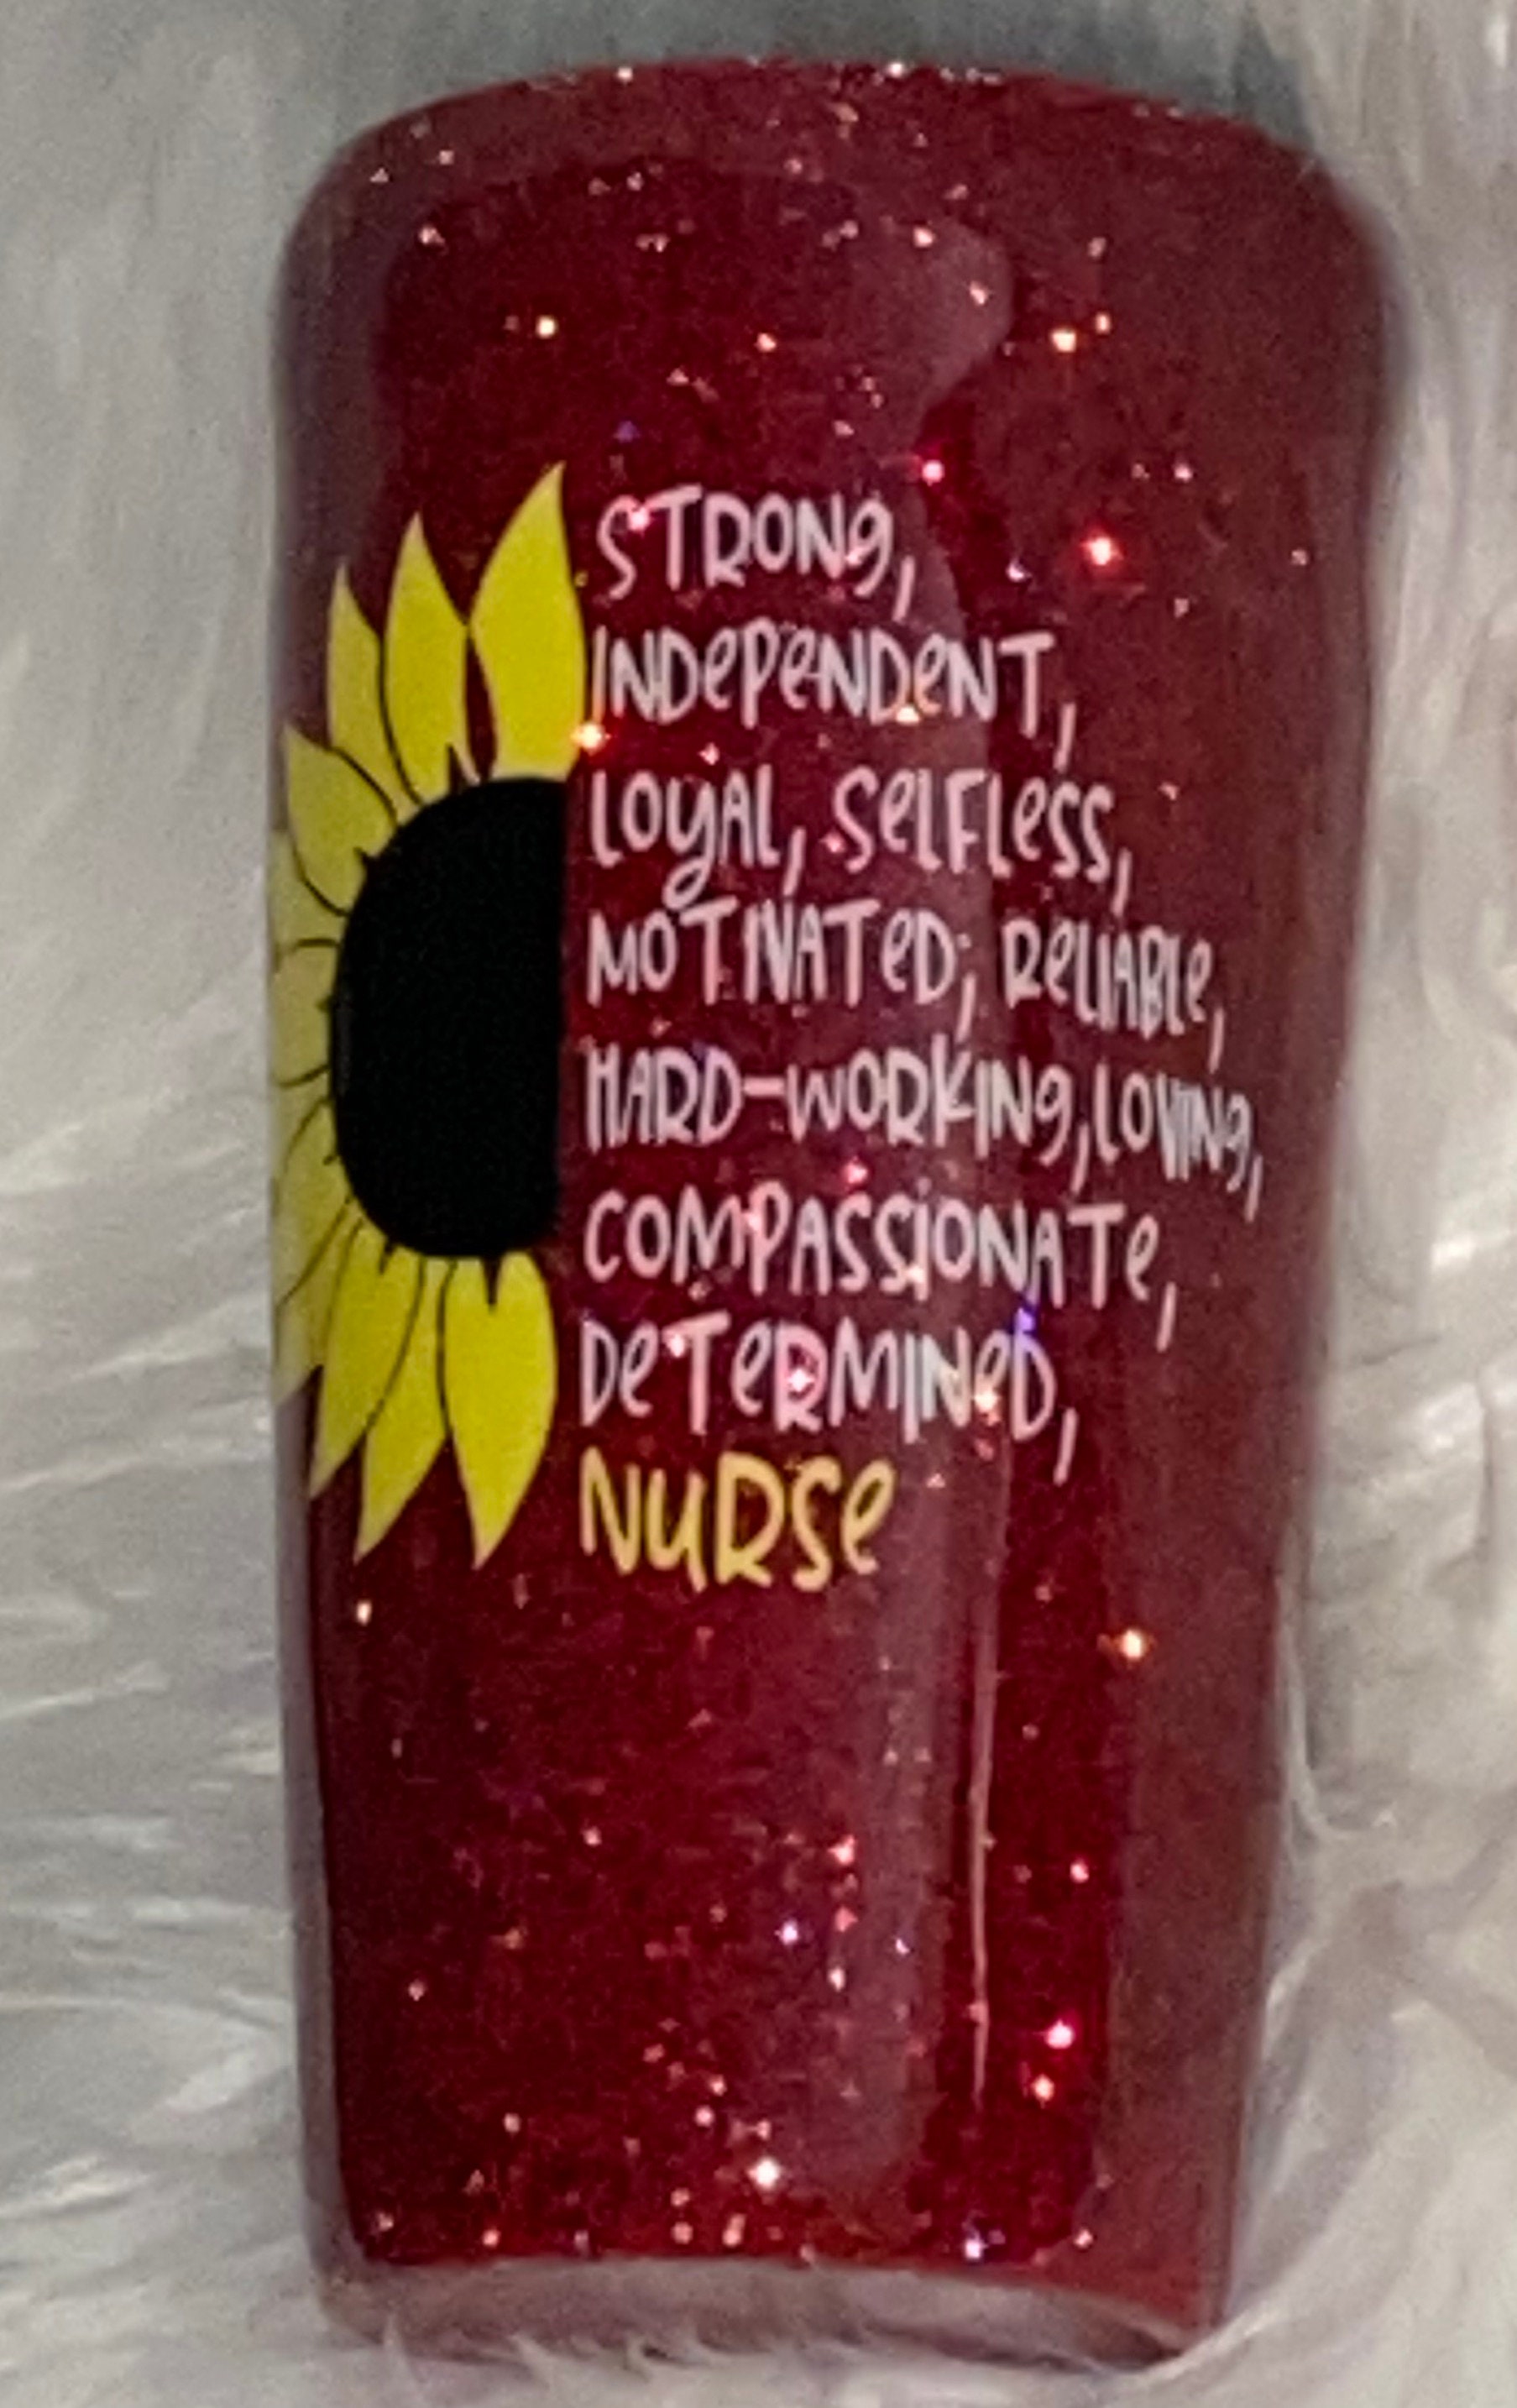 STRONG,
INDePeNDeNT,
LOyAL, SeLFLeSS,
MOTIVATeD, ReLIABLe,
HARD-WORKING, LOVING,
COMPASSIONATe,
DeTeRMINeD,
NuRSe